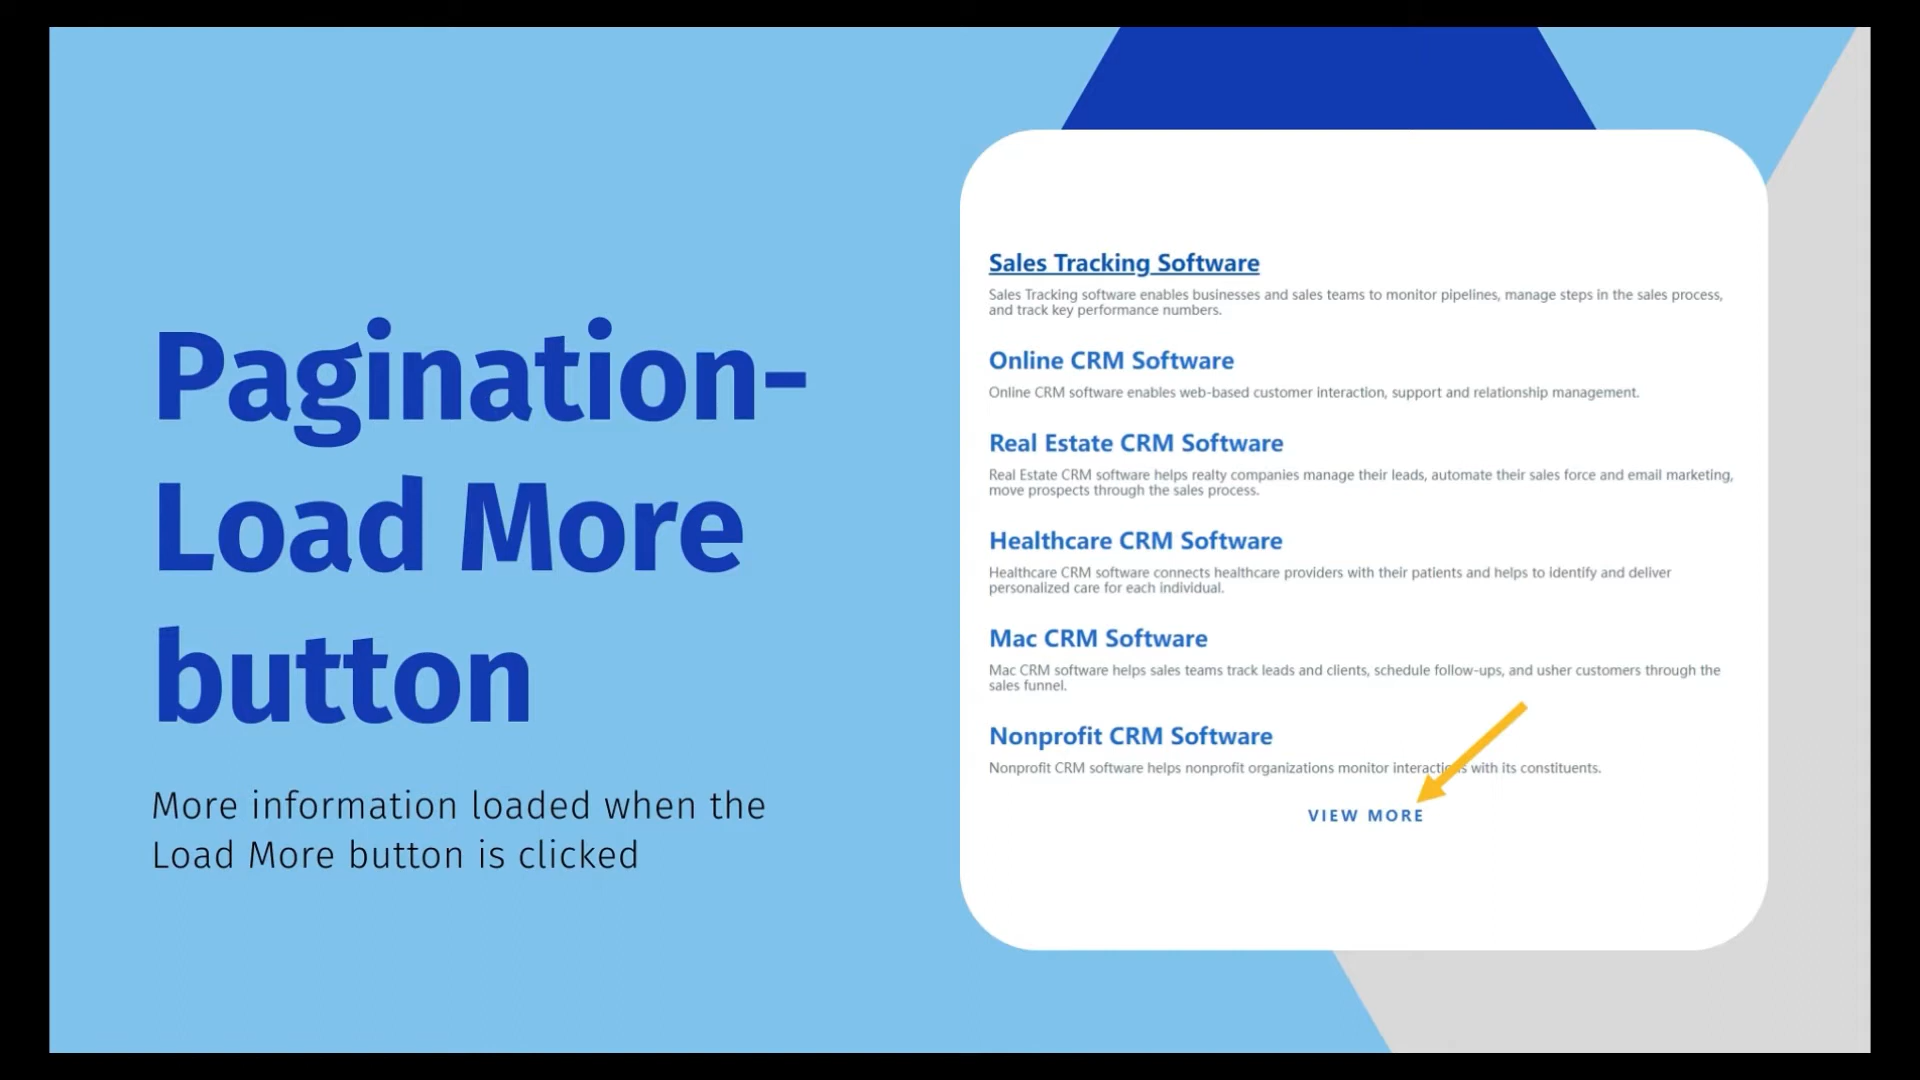 Pagination-
Load More
button
More information loaded when the
Load More button is clicked
Sales Tracking Software
Sales Tracking software enables businesses and sales teams to monitor pipelines, manage steps in the sales process,
and track key performance numbers.
Online CRM Software
Online CRM software enables web-based customer interaction, support and relationship management.
Real Estate CRM Software
Real Estate CRM software helps realty companies manage their leads, automate their sales force and email marketing,
move prospects through the sales process.
Healthcare CRM Software
Healthcare CRM software connects healthcare providers with their patients and helps to identify and deliver
personalized care for each individual.
Mac CRM Software
Mac CRM software helps sales teams track leads and clients, schedule follow-ups, and usher customers through the
sales funnel.
Nonprofit CRM Software
Nonprofit CRM software helps nonprofit organizations monitor interactions with its constituents.
VIEW MORE